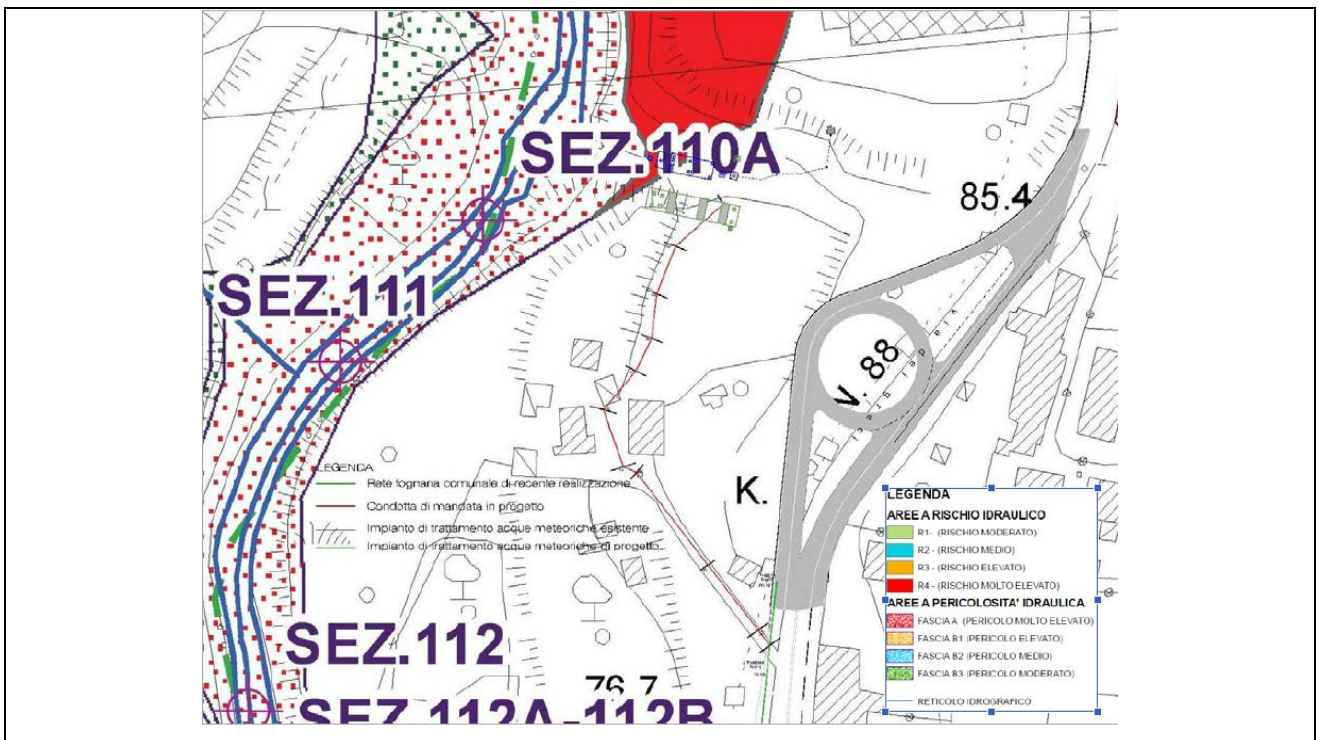 SEZ.110A
85.4
SEZ.111
V. 88
LEGENDA
Rete fognaria comunale di recente realizzazione
Condotta di mandata in progetto
Impianto di trattamento acque meteoriche esistente
Impianto di trattamento acque meteoriche di progetto
K.
SEZ.112
76.7
SEZ.112A-112B
LEGENDA
AREE A RISCHIO IDRAULICO
R1- (RISCHIO MODERATO)
R2 - (RISCHIO MEDIO)
R3 - (RISCHIO ELEVATO)
R4 - (RISCHIO MOLTO ELEVATO)
AREE A PERICOLOSITA' IDRAULICA
FASCIA A (PERICOLO MOLTO ELEVATO)
FASCIA B1 (PERICOLO ELEVATO)
FASCIA B2 (PERICOLO MEDIO)
FASCIA B3 (PERICOLO MODERATO)
RETICOLO IDROGRAFICO